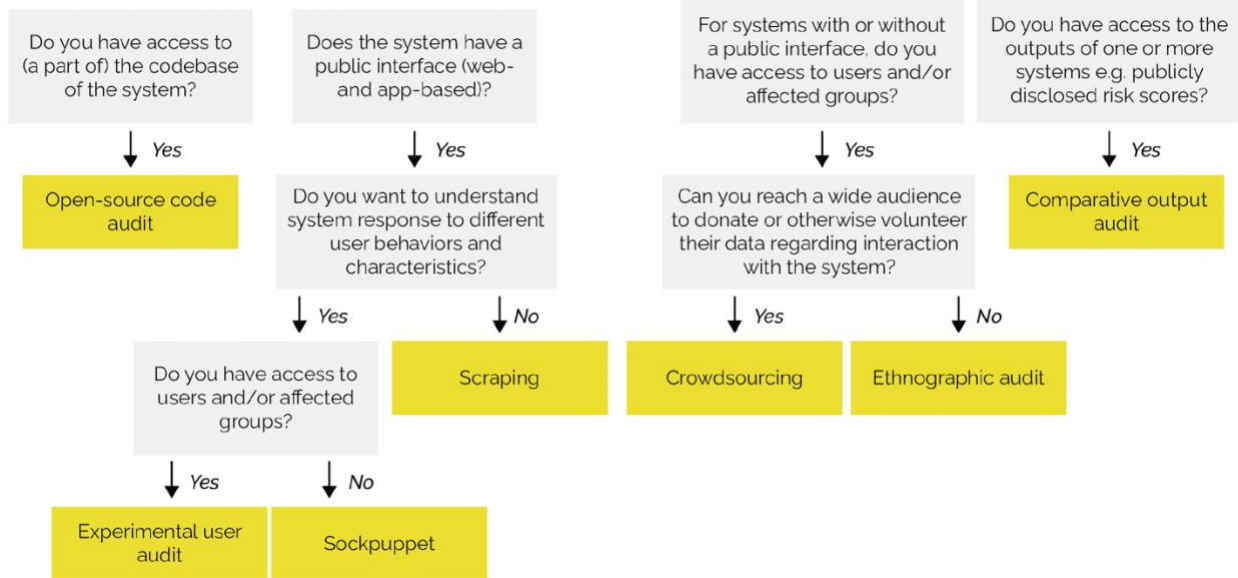 Do you have access to
(a part of) the codebase
of the system?
Does the system have a
public interface (web-
and app-based)?
For systems with or without
a public interface, do you
have access to users and/or
affected groups?
Do you have access to the
outputs of one or more
systems e.g. publicly
disclosed risk scores?
Yes
Yes
Yes
Yes
Open-source code
audit
Do you want to understand
system response to different
user behaviors and
characteristics?
Can you reach a wide audience
to donate or otherwise volunteer
their data regarding interaction
with the system?
Comparative output
audit
Yes
No
Yes
No
Do you have access to
users and/or affected
groups?
Scraping
Crowdsourcing
Ethnographic audit
Yes
No
Experimental user
audit
Sockpuppet